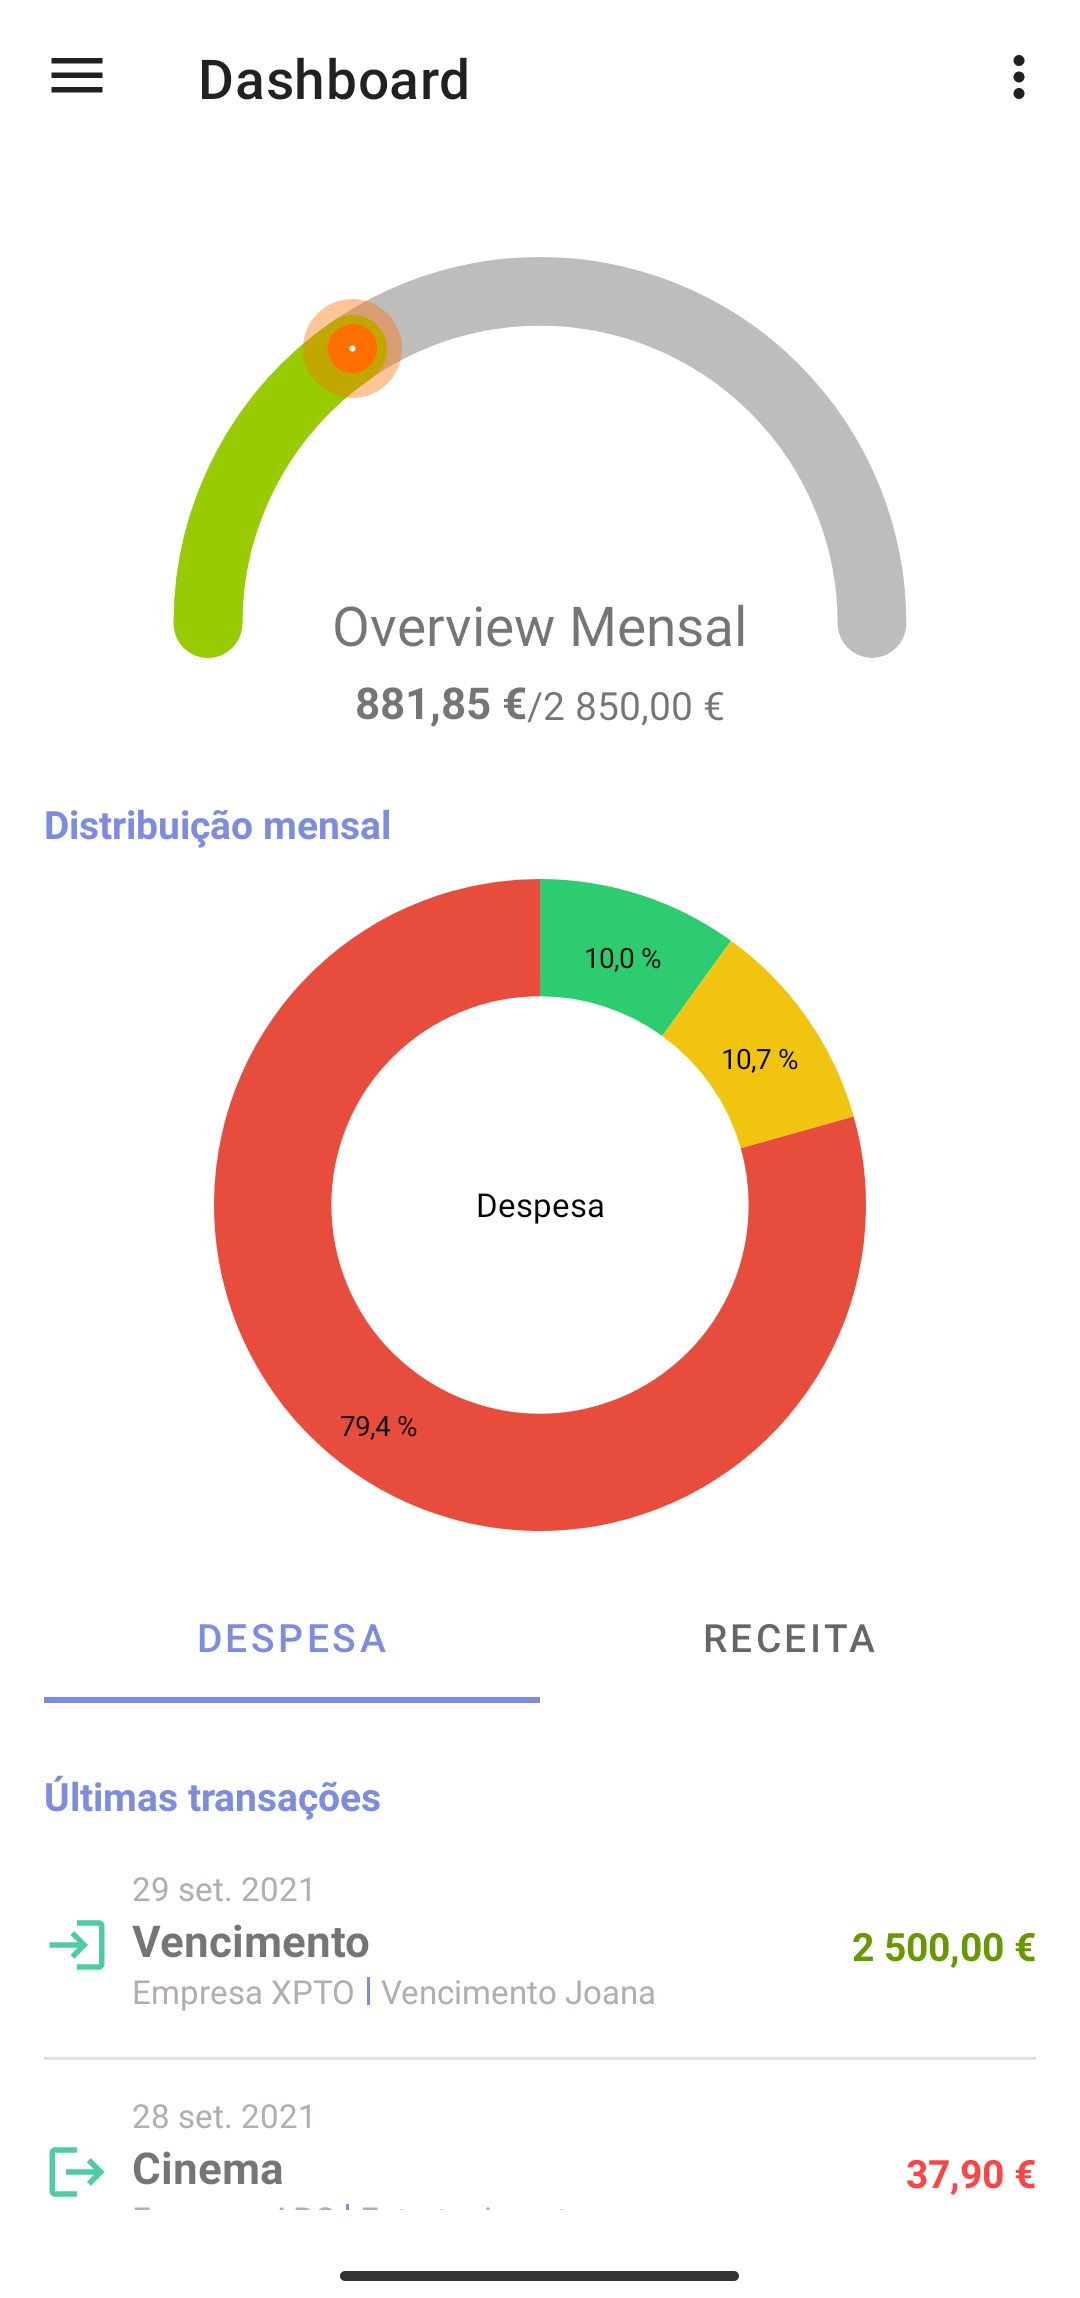 Dashboard
Overview Mensal
881,85 €/2 850,00 €
Distribuição mensal
10,0 %
10,7 %
Despesa
79,4 %
DESPESA
RECEITA
Últimas transações
29 set. 2021
Vencimento
2 500,00 €
Empresa XPTO | Vencimento Joana
28 set. 2021
Cinema
37,90 €